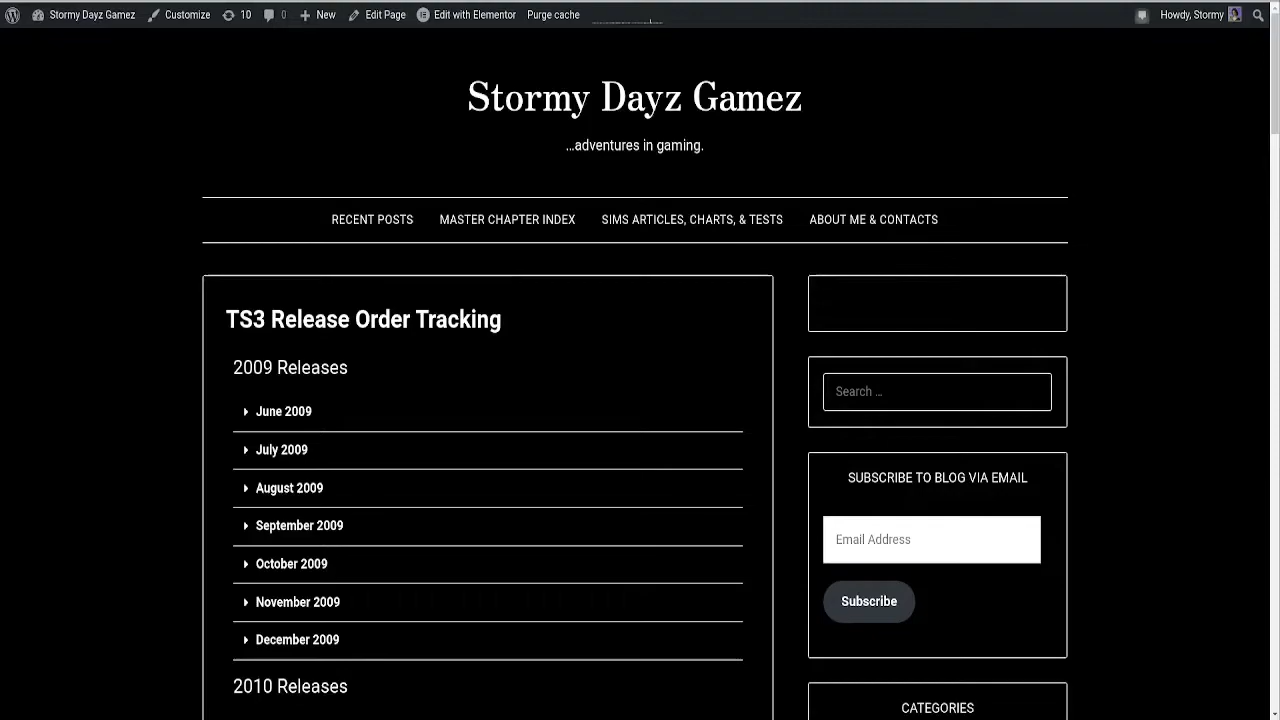 Stormy Dayz Gamez Customize 10 0 New Edit Page Edit with Elementor Purge cache Howdy, Stormy
Stormy Dayz Gamez
...adventures in gaming.
RECENT POSTS MASTER CHAPTER INDEX SIMS ARTICLES, CHARTS, & TESTS ABOUT ME & CONTACTS
TS3 Release Order Tracking
2009 Releases
June 2009
July 2009
August 2009
September 2009
October 2009
November 2009
December 2009
2010 Releases
Search ...
SUBSCRIBE TO BLOG VIA EMAIL
Email Address
Subscribe
CATEGORIES